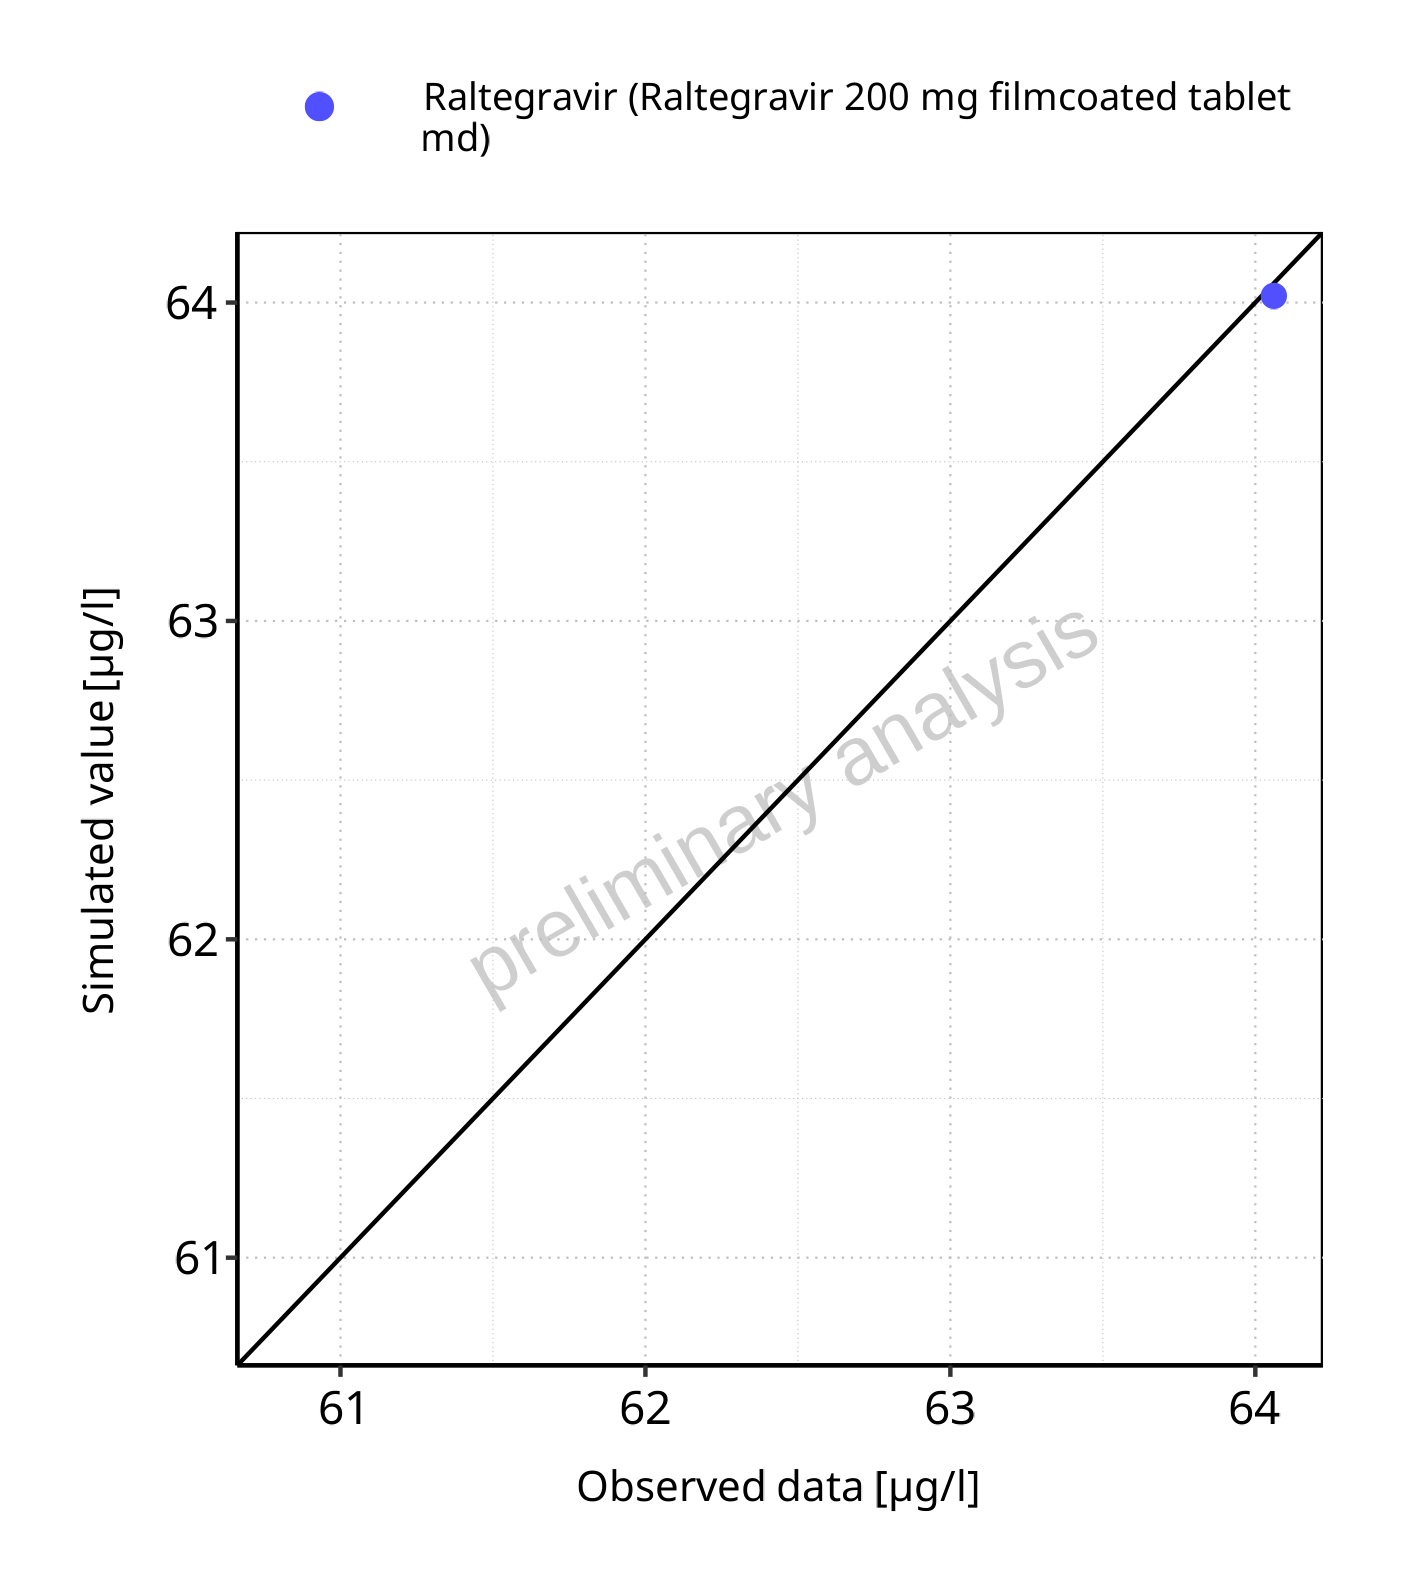 Raltegravir (Raltegravir 200 mg filmcoated tablet
md)
64
63
62
61
Simulated value [µg/l]
preliminary analysis
61 62 63 64
Observed data [µg/l]